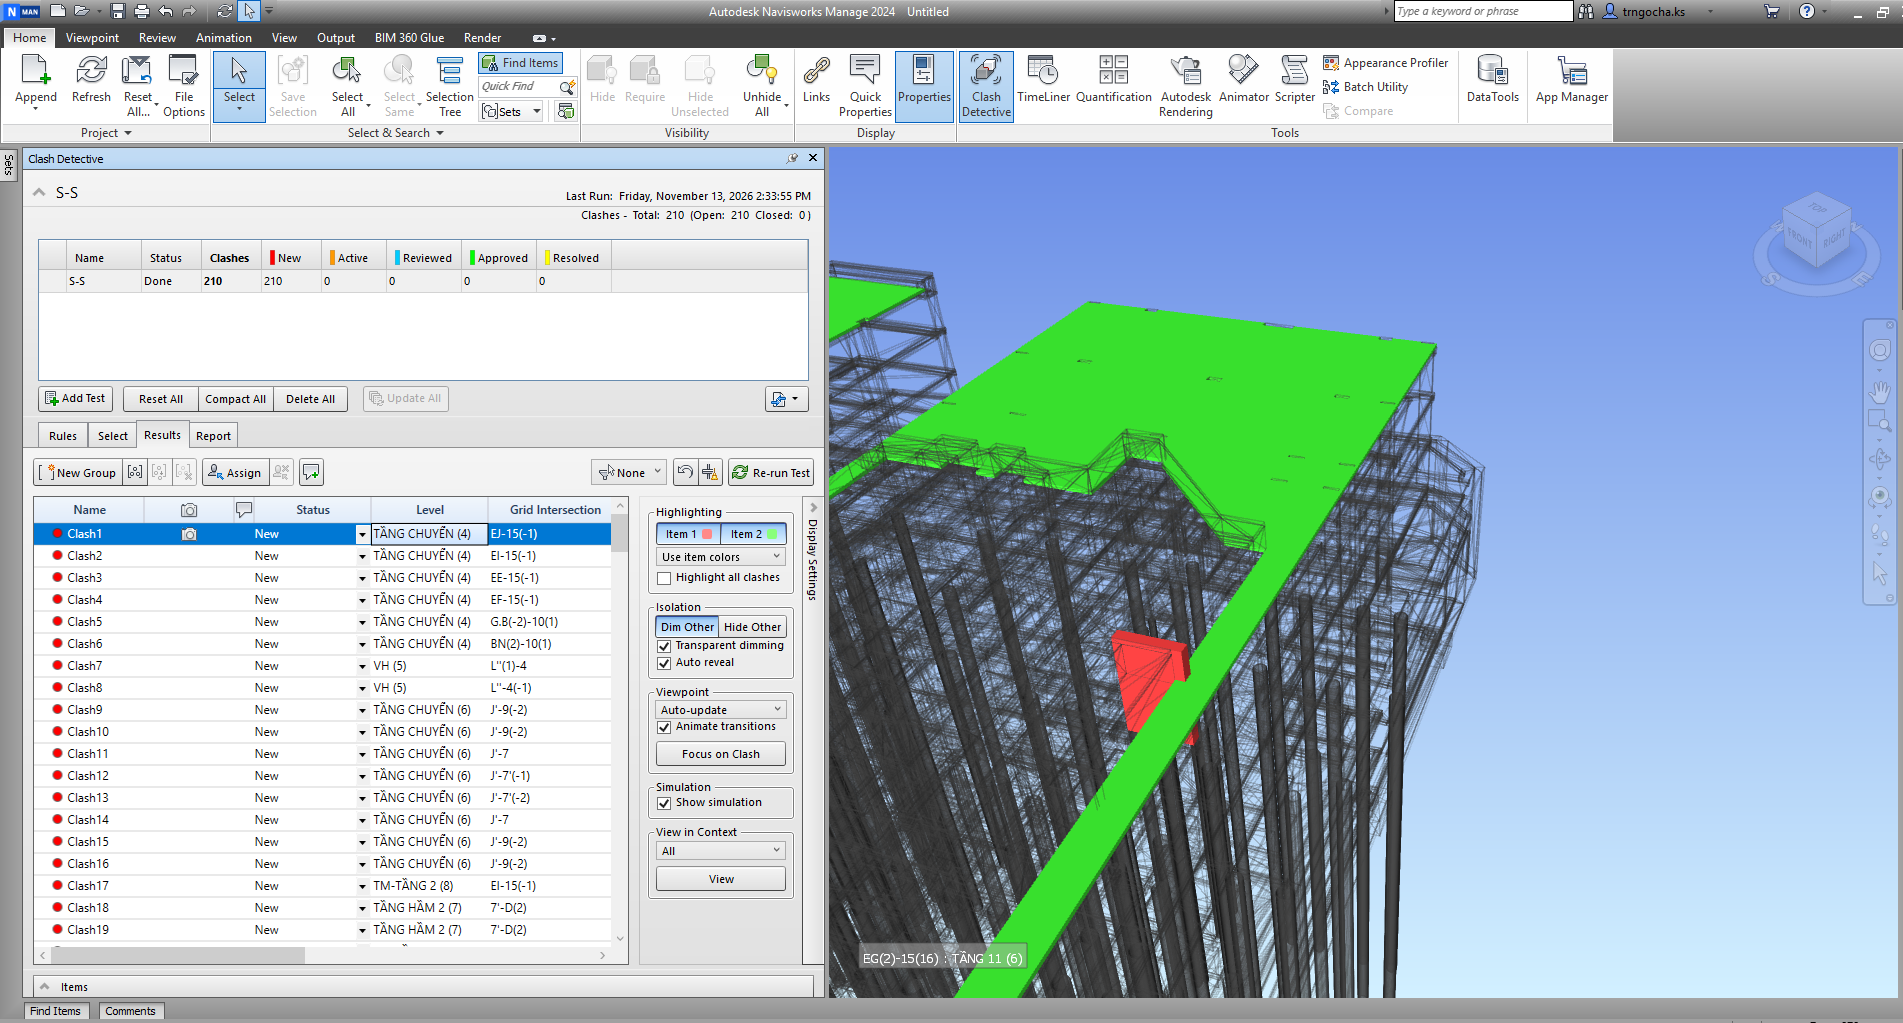 N MAN
Autodesk Navisworks Manage 2024 Untitled
Type a keyword or phrase
trngocha.ks
Home Viewpoint Review Animation View Output BIM 360 Glue Render
Append Refresh Reset All... File Options
Select Save Selection Select All Select Same Selection Tree
Find Items
Quick Find
Sets
Hide Require Hide Unselected Unhide All
Links Quick Properties Properties
Clash Detective TimeLiner Quantification Autodesk Rendering Animator Scripter
Appearance Profiler
Batch Utility
Compare
DataTools App Manager
Project Select & Search Visibility Display Tools
Sets
Clash Detective
S-S
Last Run: Friday, November 13, 2026 2:33:55 PM
Clashes - Total: 210 (Open: 210 Closed: 0 )
Name Status Clashes New Active Reviewed Approved Resolved
S-S Done 210 210 0 0 0 0
Add Test Reset All Compact All Delete All Update All
Rules Select Results Report
New Group Assign None Re-run Test
Name Status Level Grid Intersection
Clash1 New TẦNG CHUYỂN (4) EJ-15(-1)
Clash2 New TẦNG CHUYỂN (4) EI-15(-1)
Clash3 New TẦNG CHUYỂN (4) EE-15(-1)
Clash4 New TẦNG CHUYỂN (4) EF-15(-1)
Clash5 New TẦNG CHUYỂN (4) G.B(-2)-10(1)
Clash6 New TẦNG CHUYỂN (4) BN(2)-10(1)
Clash7 New VH (5) L''(1)-4
Clash8 New VH (5) L''-4(-1)
Clash9 New TẦNG CHUYỂN (6) J'-9(-2)
Clash10 New TẦNG CHUYỂN (6) J'-9(-2)
Clash11 New TẦNG CHUYỂN (6) J'-7
Clash12 New TẦNG CHUYỂN (6) J'-7'(-1)
Clash13 New TẦNG CHUYỂN (6) J'-7'(-2)
Clash14 New TẦNG CHUYỂN (6) J'-7
Clash15 New TẦNG CHUYỂN (6) J'-9(-2)
Clash16 New TẦNG CHUYỂN (6) J'-9(-2)
Clash17 New TM-TẦNG 2 (8) EI-15(-1)
Clash18 New TẦNG HẦM 2 (7) 7'-D(2)
Clash19 New TẦNG HẦM 2 (7) 7'-D(2)
Highlighting
Item 1 Item 2
Use item colors
Highlight all clashes
Isolation
Dim Other Hide Other
Transparent dimming
Auto reveal
Viewpoint
Auto-update
Animate transitions
Focus on Clash
Simulation
Show simulation
View in Context
All
View
Display Settings
Items
Find Items Comments
TOP
FRONT RIGHT
S E
EG(2)-15(16) : TẦNG 11 (6)